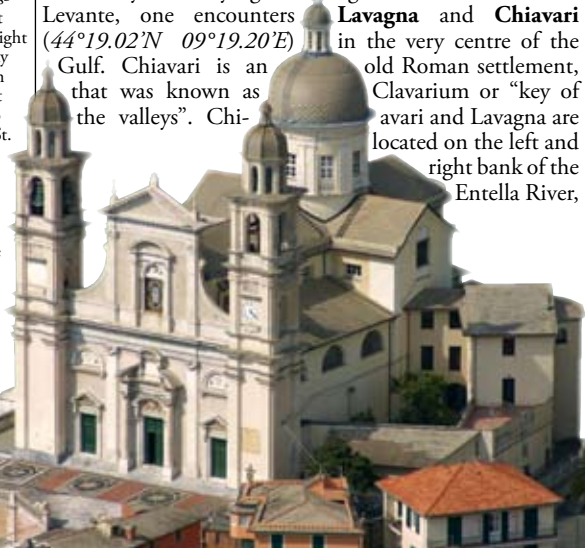 ight
St.
Levante, one encounters Lavagna and Chiavari
(44°19.02'N 09°19.20'E) in the very centre of the
Gulf. Chiavari is an old Roman settlement,
that was known as Clavarium or “key of
the valleys”. Chi- avari and Lavagna are
located on the left and
right bank of the
Entella River,